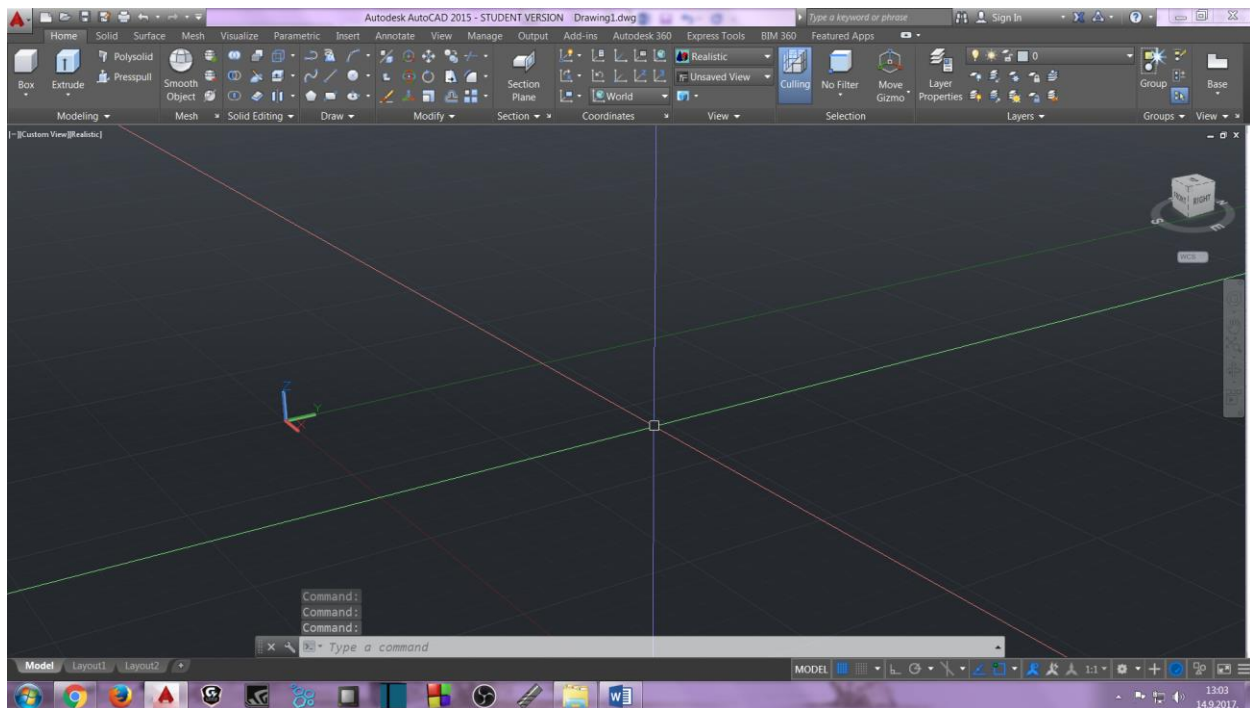 Autodesk AutoCAD 2015 - STUDENT VERSION Drawing1.dwg
Type a keyword or phrase
Sign In
Home Solid Surface Mesh Visualize Parametric Insert Annotate View Manage Output Add-ins Autodesk 360 Express Tools BIM 360 Featured Apps
Box
Extrude
Polysolid
Presspull
Smooth
Object
Section
Plane
World
Realistic
Unsaved View
Culling
No Filter
Move
Gizmo
Layer
Properties
0
Group
Base
Modeling Mesh Solid Editing Draw Modify Section Coordinates View Selection Layers Groups View
[−][Custom View][Realistic]
RIGHT
S
E
WCS
Z
Y
X
Command:
Command:
Command:
Type a command
Model Layout1 Layout2 +
MODEL
1:1
13:03
14.9.2017.